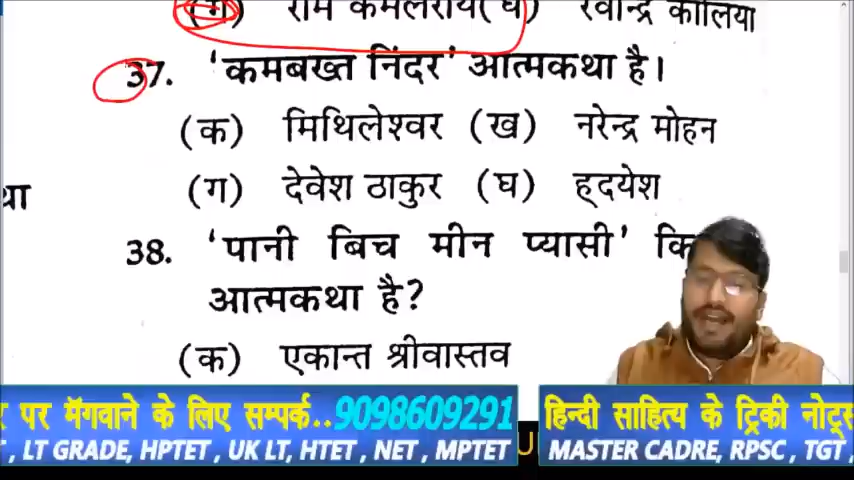 (ग) राम कमलराय (घ) रवीन्द्र कालिया
37. 'कमबख्त निंदर' आत्मकथा है।
(क) मिथिलेश्वर (ख) नरेन्द्र मोहन
(ग) देवेश ठाकुर (घ) ह्दयेश
38. 'पानी बिच मीन प्यासी'
आत्मकथा है?
(क) एकान्त श्रीवास्तव
पर मॅगवाने के लिए सम्पर्क..9098609291
हिन्दी साहित्य के ट्रिकी नोट्स
, LT GRADE, HPTET, UK LT, HTET, NET, MPTET
MASTER CADRE, RPSC, TGT,